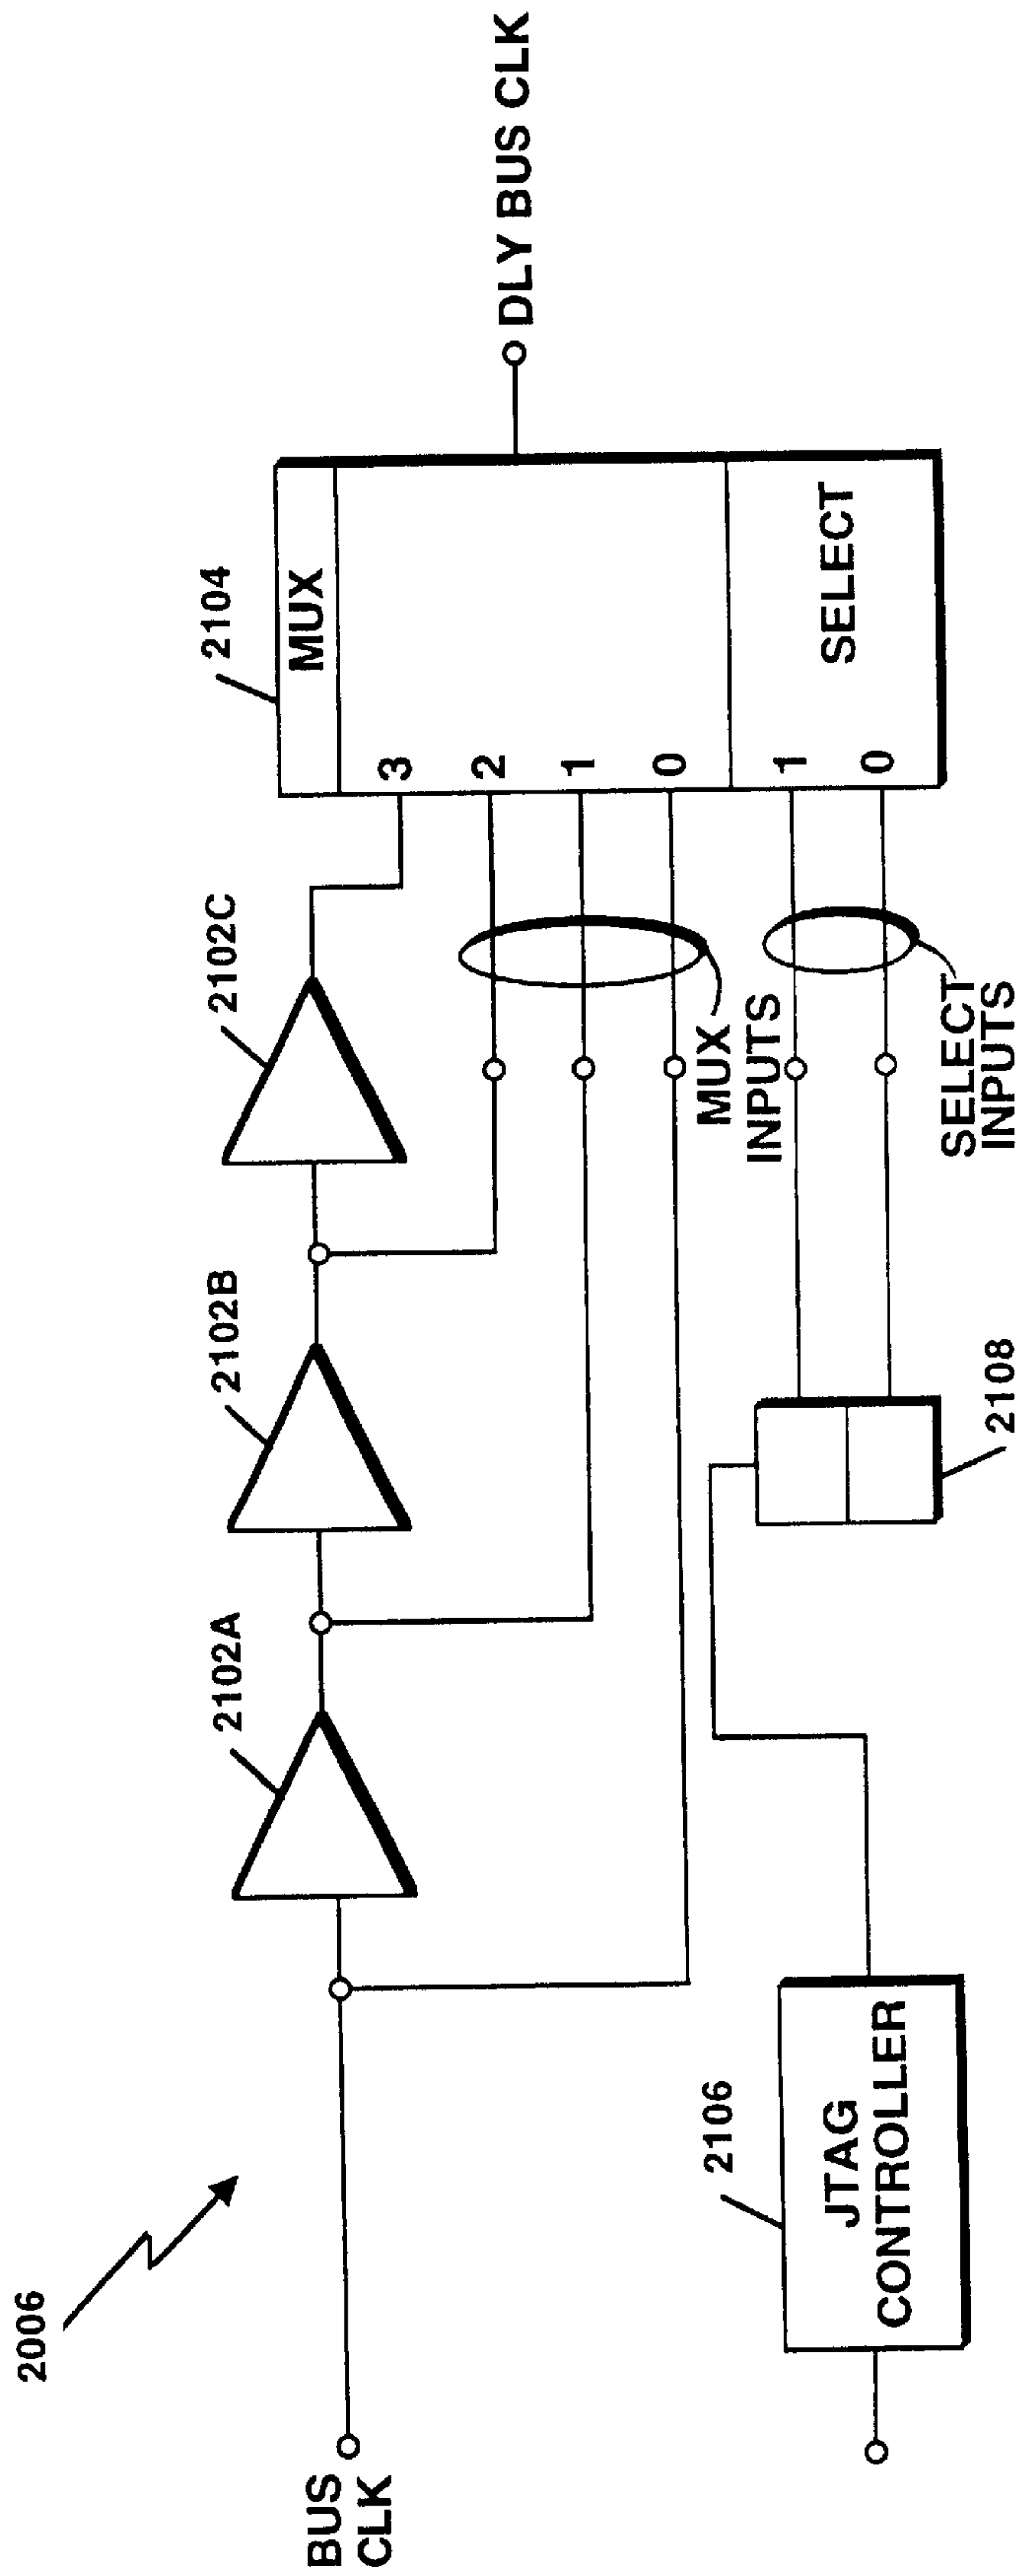 2006
BUS
CLK
2102A
2102B
2102C
2104
MUX
3
2
1
0
1
0
SELECT
DLY BUS CLK
MUX
INPUTS
SELECT
INPUTS
2106
JTAG
CONTROLLER
2108